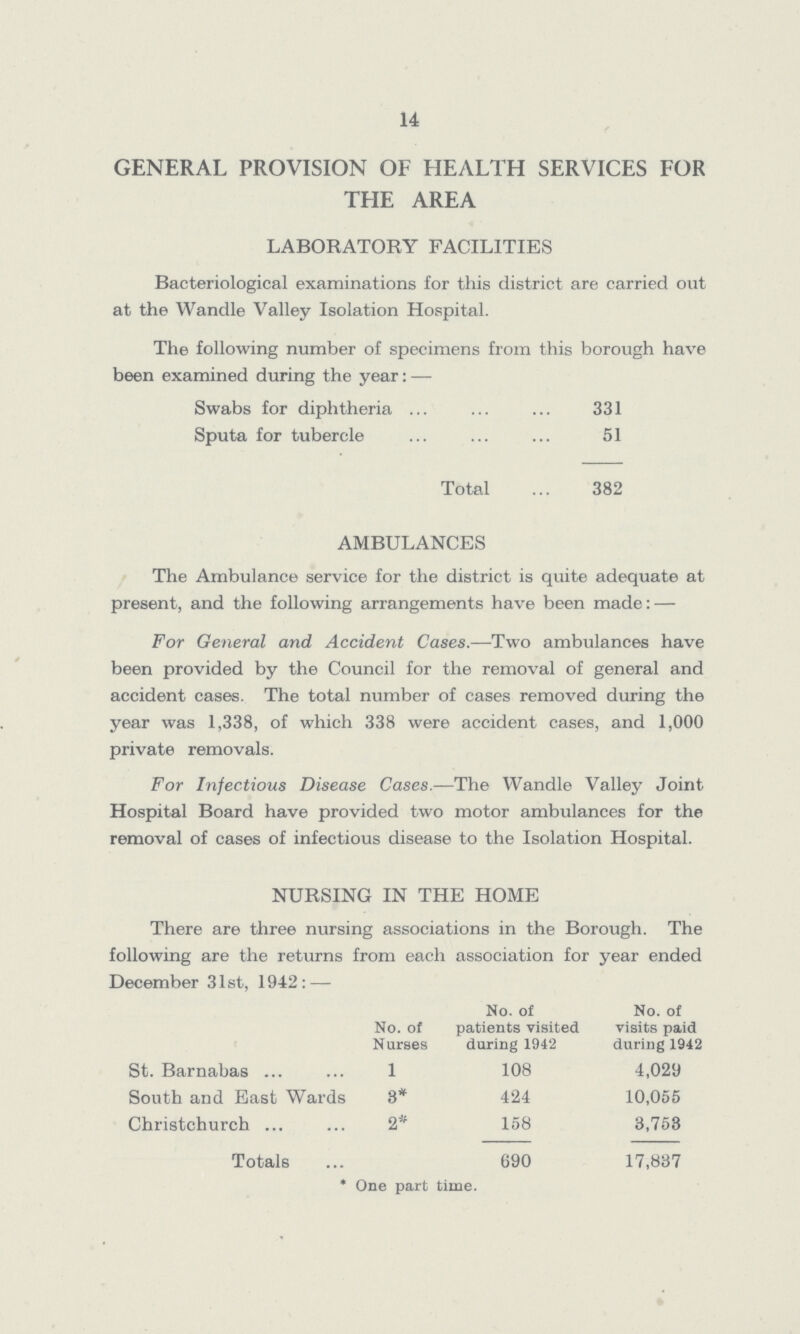 14
GENERAL PROVISION OF HEALTH SERVICES FOR
THE AREA
LABORATORY FACILITIES
Bacteriological examinations for this district are carried out
at the Wandle Valley Isolation Hospital.
The following number of specimens from this borough have
been examined during the year: —
Swabs for diphtheria ... ... ... 331
Sputa for tubercle ... ... ... 51
Total ... 382
AMBULANCES
The Ambulance service for the district is quite adequate at
present, and the following arrangements have been made: —
For General and Accident Cases.—Two ambulances have
been provided by the Council for the removal of general and
accident cases. The total number of cases removed during the
year was 1,338, of which 338 were accident cases, and 1,000
private removals.
For Infectious Disease Cases.—The Wandle Valley Joint
Hospital Board have provided two motor ambulances for the
removal of cases of infectious disease to the Isolation Hospital.
NURSING IN THE HOME
There are three nursing associations in the Borough. The
following are the returns from each association for year ended
December 31st, 1942: —
No. of No. of
No. of patients visited visits paid
Nurses during 1942 during 1942
St. Barnabas ... ... 1 108 4,029
South and East Wards 3* 424 10,055
Christchurch ... ... 2* 158 3,753
Totals ... 690 17,837
* One part time.